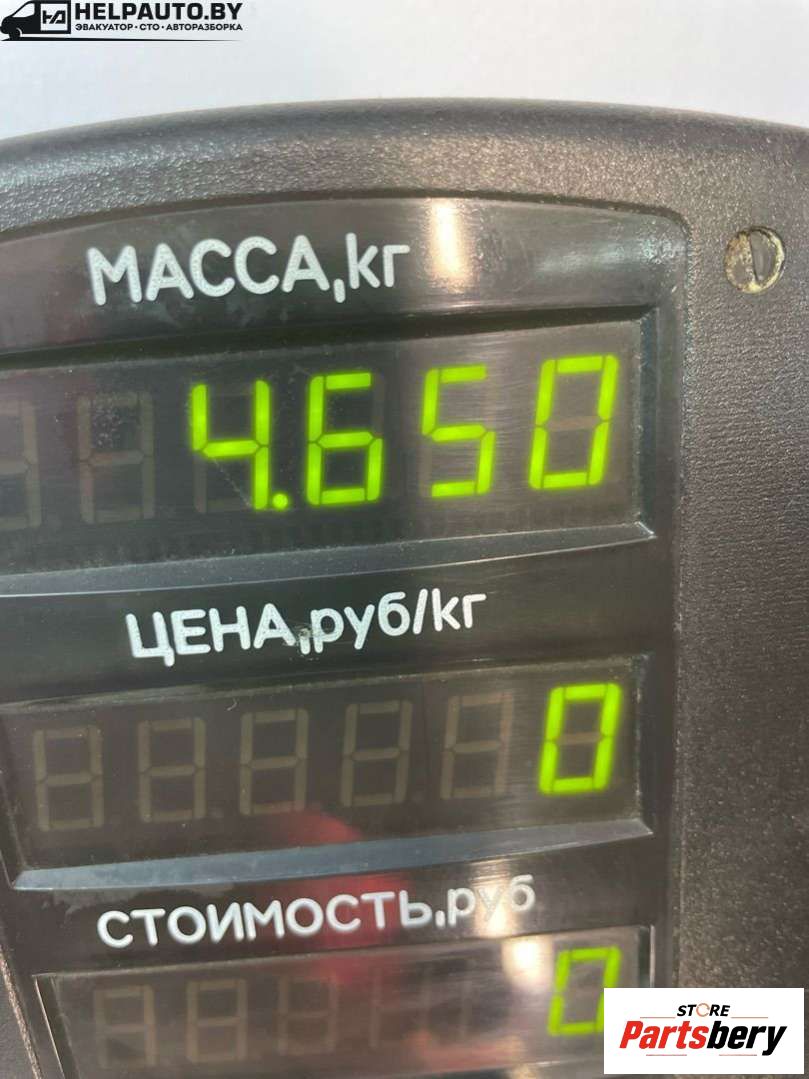 HELPAUTO.BY
ЭВАКУАТОР • СТО • АВТОРАЗБОРКА
МАССА,кг
4.650
ЦЕНА,руб/кг
0
СТОИМОСТЬ,руб
0
STORE
Partsbery